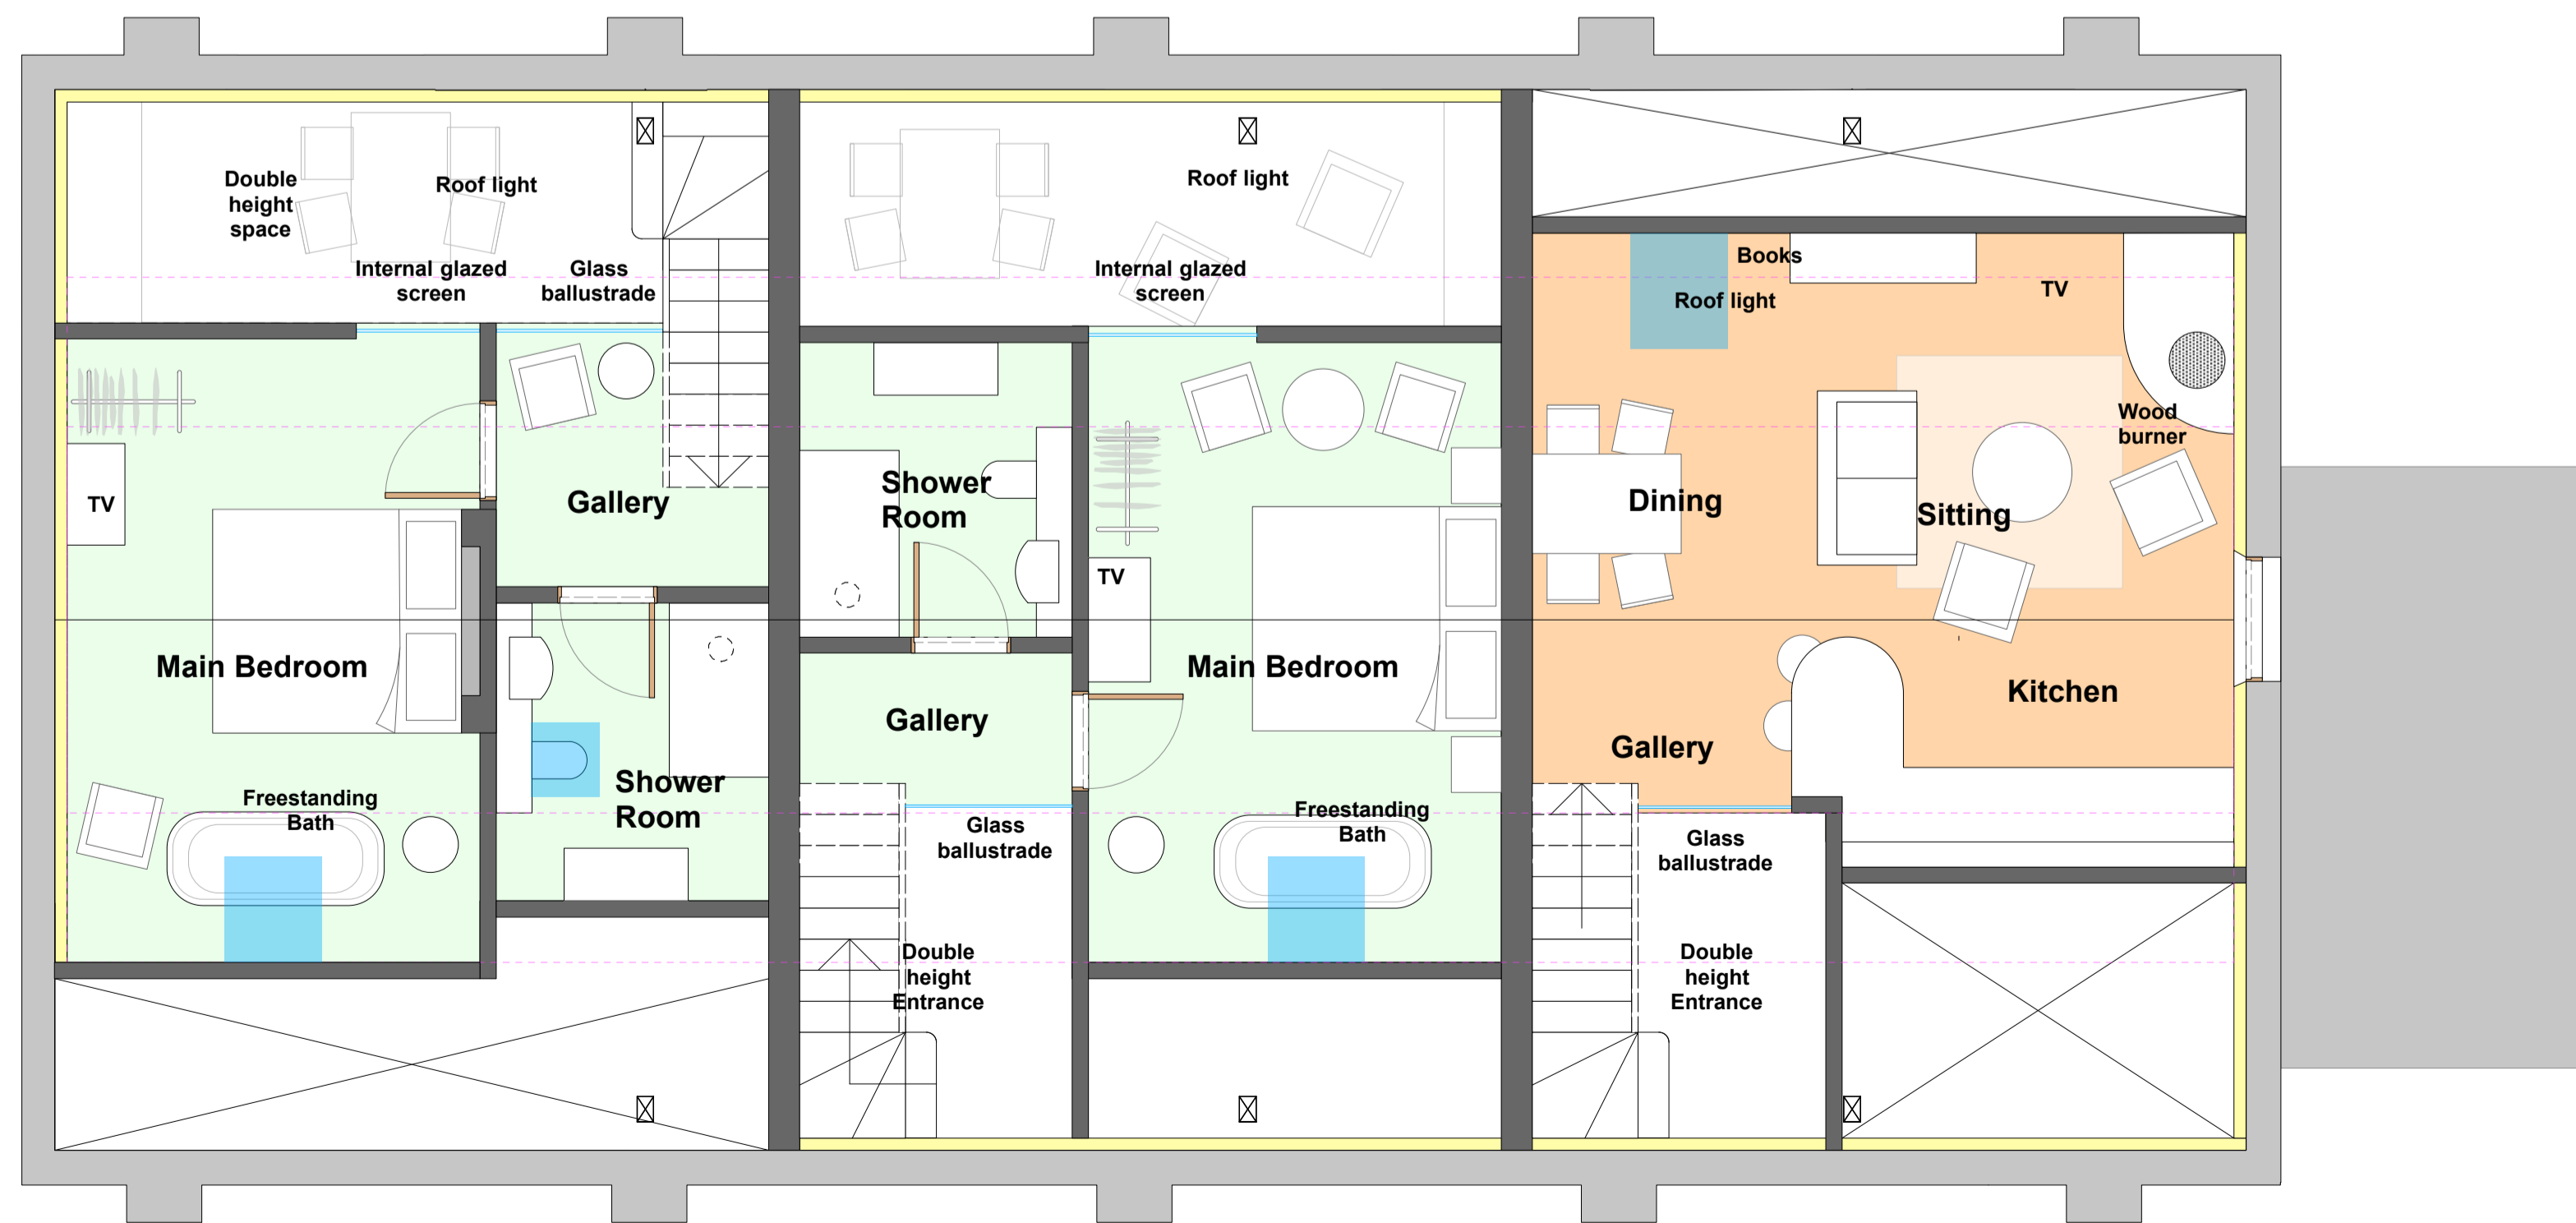 Double
height
space
Roof light
Internal glazed
screen
Glass
ballustrade
TV
Gallery
Main Bedroom
Shower
Room
Freestanding
Bath
Roof light
Internal glazed
screen
Shower
Room
TV
Main Bedroom
Gallery
Glass
ballustrade
Freestanding
Bath
Double
height
Entrance
Books
Roof light
TV
Wood
burner
Dining
Sitting
Kitchen
Gallery
Glass
ballustrade
Double
height
Entrance